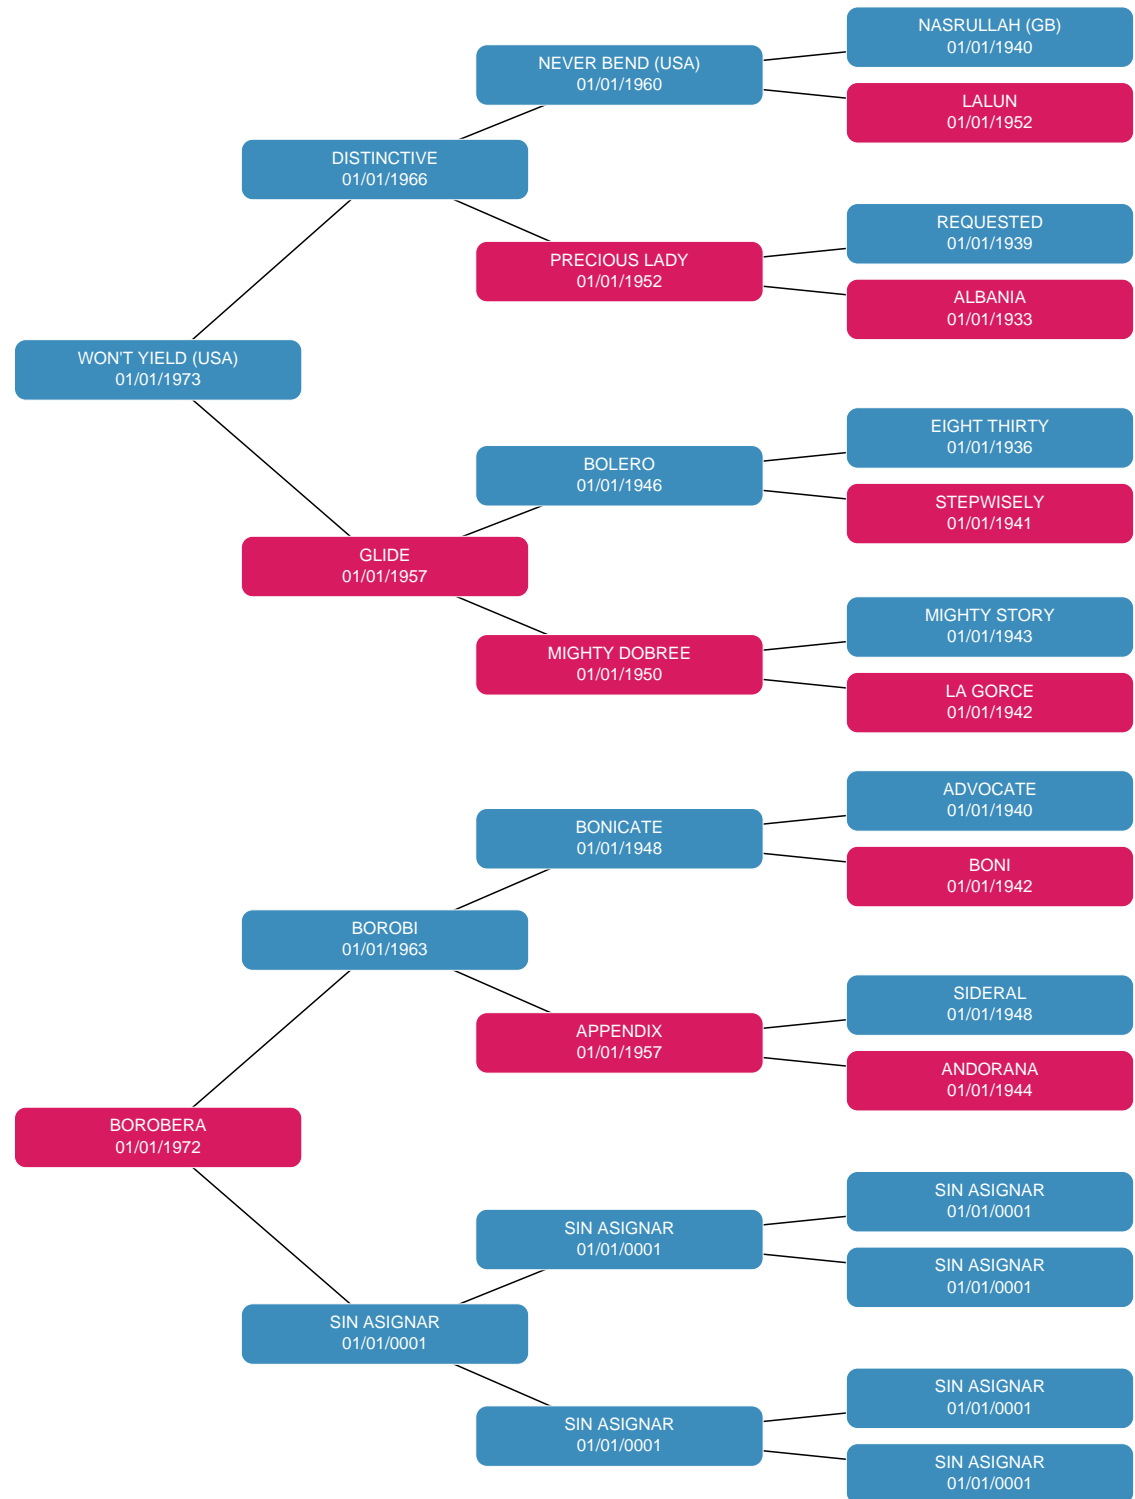 NASRULLAH (GB)
01/01/1940
NEVER BEND (USA)
01/01/1960
LALUN
01/01/1952
DISTINCTIVE
01/01/1966
REQUESTED
01/01/1939
PRECIOUS LADY
01/01/1952
ALBANIA
01/01/1933
WON'T YIELD (USA)
01/01/1973
EIGHT THIRTY
01/01/1936
BOLERO
01/01/1946
STEPWISELY
01/01/1941
GLIDE
01/01/1957
MIGHTY STORY
01/01/1943
MIGHTY DOBREE
01/01/1950
LA GORCE
01/01/1942
ADVOCATE
01/01/1940
BONICATE
01/01/1948
BONI
01/01/1942
BOROBI
01/01/1963
SIDERAL
01/01/1948
APPENDIX
01/01/1957
ANDORANA
01/01/1944
BOROBERA
01/01/1972
SIN ASIGNAR
01/01/0001
SIN ASIGNAR
01/01/0001
SIN ASIGNAR
01/01/0001
SIN ASIGNAR
01/01/0001
SIN ASIGNAR
01/01/0001
SIN ASIGNAR
01/01/0001
SIN ASIGNAR
01/01/0001